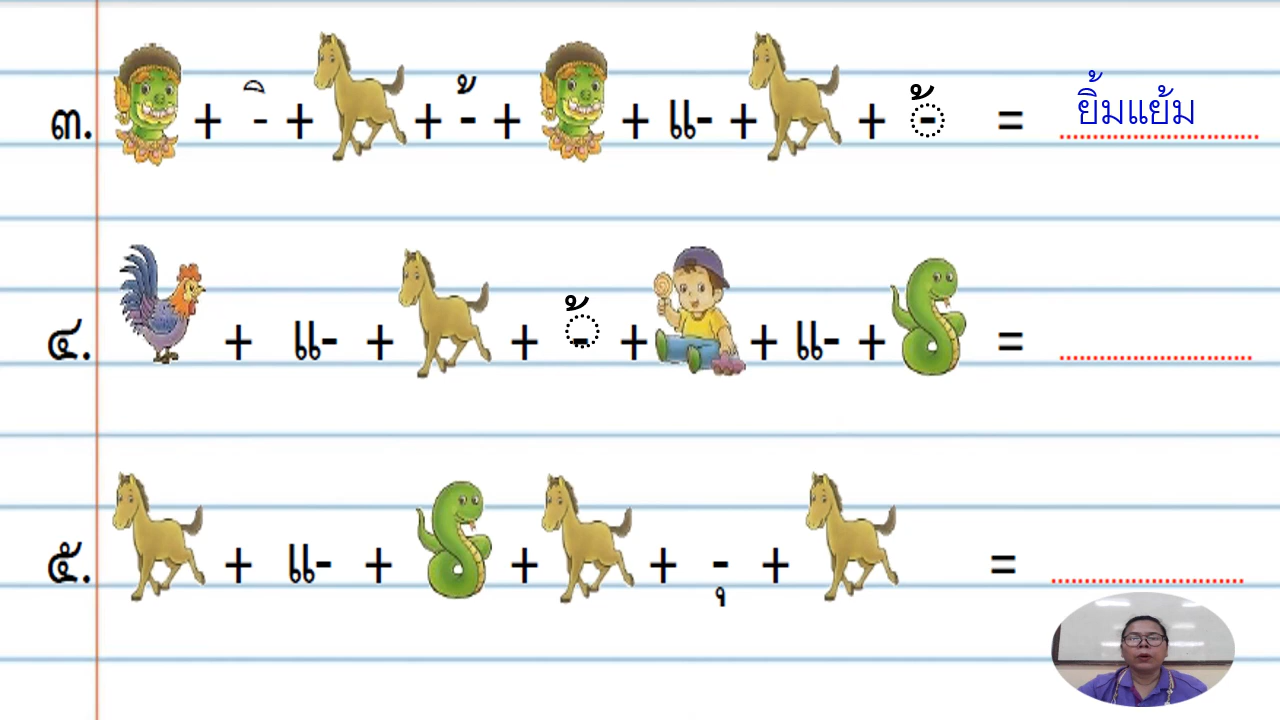 ๓. + -ิ + + -้ + + แ- + + -้ = ยิ้มแย้ม
๔. + แ- + + -้ + + แ- + =
๕. + แ- + + + -ุ + =